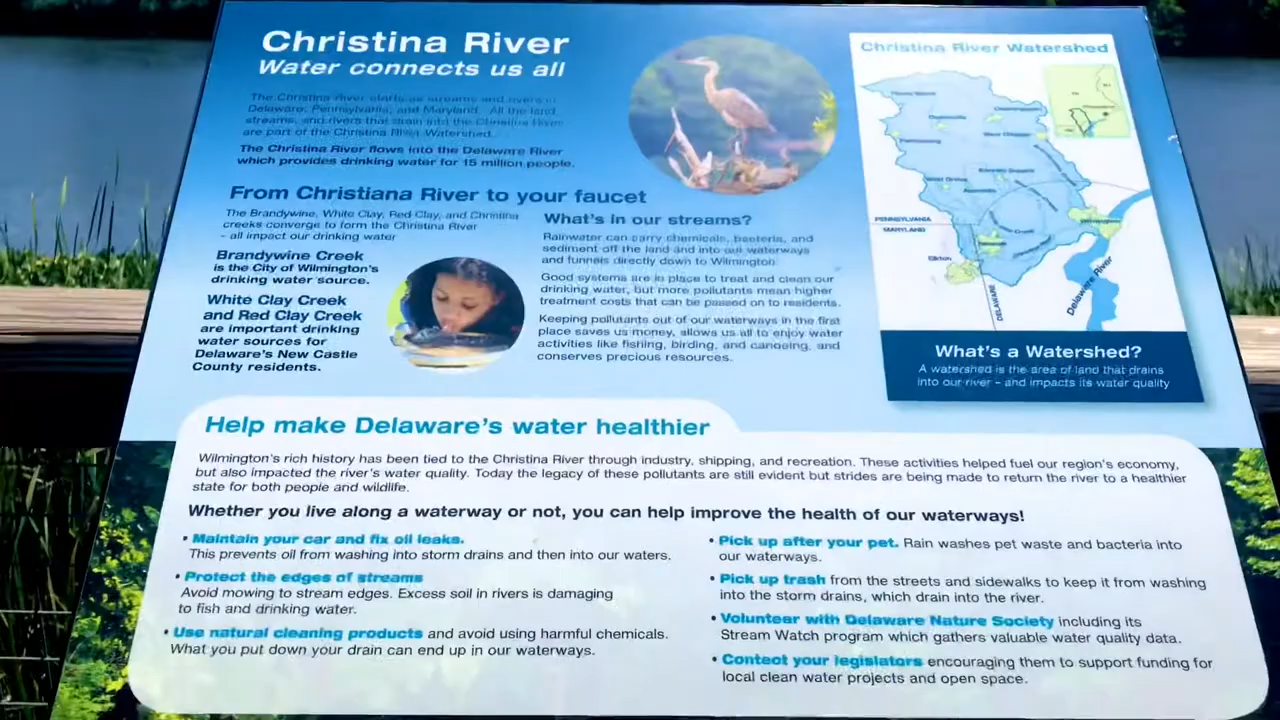 Christina River
Water connects us all
The Christina River starts as streams and rivers in
Delaware, Pennsylvania, and Maryland. All the land,
streams, and rivers that drain into the Christina River
are part of the Christina River Watershed.
The Christina River flows into the Delaware River
which provides drinking water for 15 million people.
From Christiana River to your faucet
The Brandywine, White Clay, Red Clay, and Christina
creeks converge to form the Christina River
- all impact our drinking water
Brandywine Creek
is the City of Wilmington's
drinking water source.
White Clay Creek
and Red Clay Creek
are important drinking
water sources for
Delaware's New Castle
County residents.
What's in our streams?
Rainwater can carry chemicals, bacteria, and
sediment off the land and into our waterways
and funnels directly down to Wilmington.
Good systems are in place to treat and clean our
drinking water, but more pollutants mean higher
treatment costs that can be passed on to residents.
Keeping pollutants out of our waterways in the first
place saves us money, allows us all to enjoy water
activities like fishing, birding, and canoeing, and
conserves precious resources.
Christina River Watershed
PENNSYLVANIA
MARYLAND
Elkton
DELAWARE
Delaware River
What's a Watershed?
A watershed is the area of land that drains
into our river – and impacts its water quality
Help make Delaware's water healthier
Wilmington's rich history has been tied to the Christina River through industry, shipping, and recreation. These activities helped fuel our region's economy,
but also impacted the river's water quality. Today the legacy of these pollutants are still evident but strides are being made to return the river to a healthier
state for both people and wildlife.
Whether you live along a waterway or not, you can help improve the health of our waterways!
• Maintain your car and fix oil leaks.
This prevents oil from washing into storm drains and then into our waters.
• Protect the edges of streams
Avoid mowing to stream edges. Excess soil in rivers is damaging
to fish and drinking water.
• Use natural cleaning products and avoid using harmful chemicals.
What you put down your drain can end up in our waterways.
• Pick up after your pet. Rain washes pet waste and bacteria into
our waterways.
• Pick up trash from the streets and sidewalks to keep it from washing
into the storm drains, which drain into the river.
• Volunteer with Delaware Nature Society including its
Stream Watch program which gathers valuable water quality data.
• Contact your legislators encouraging them to support funding for
local clean water projects and open space.